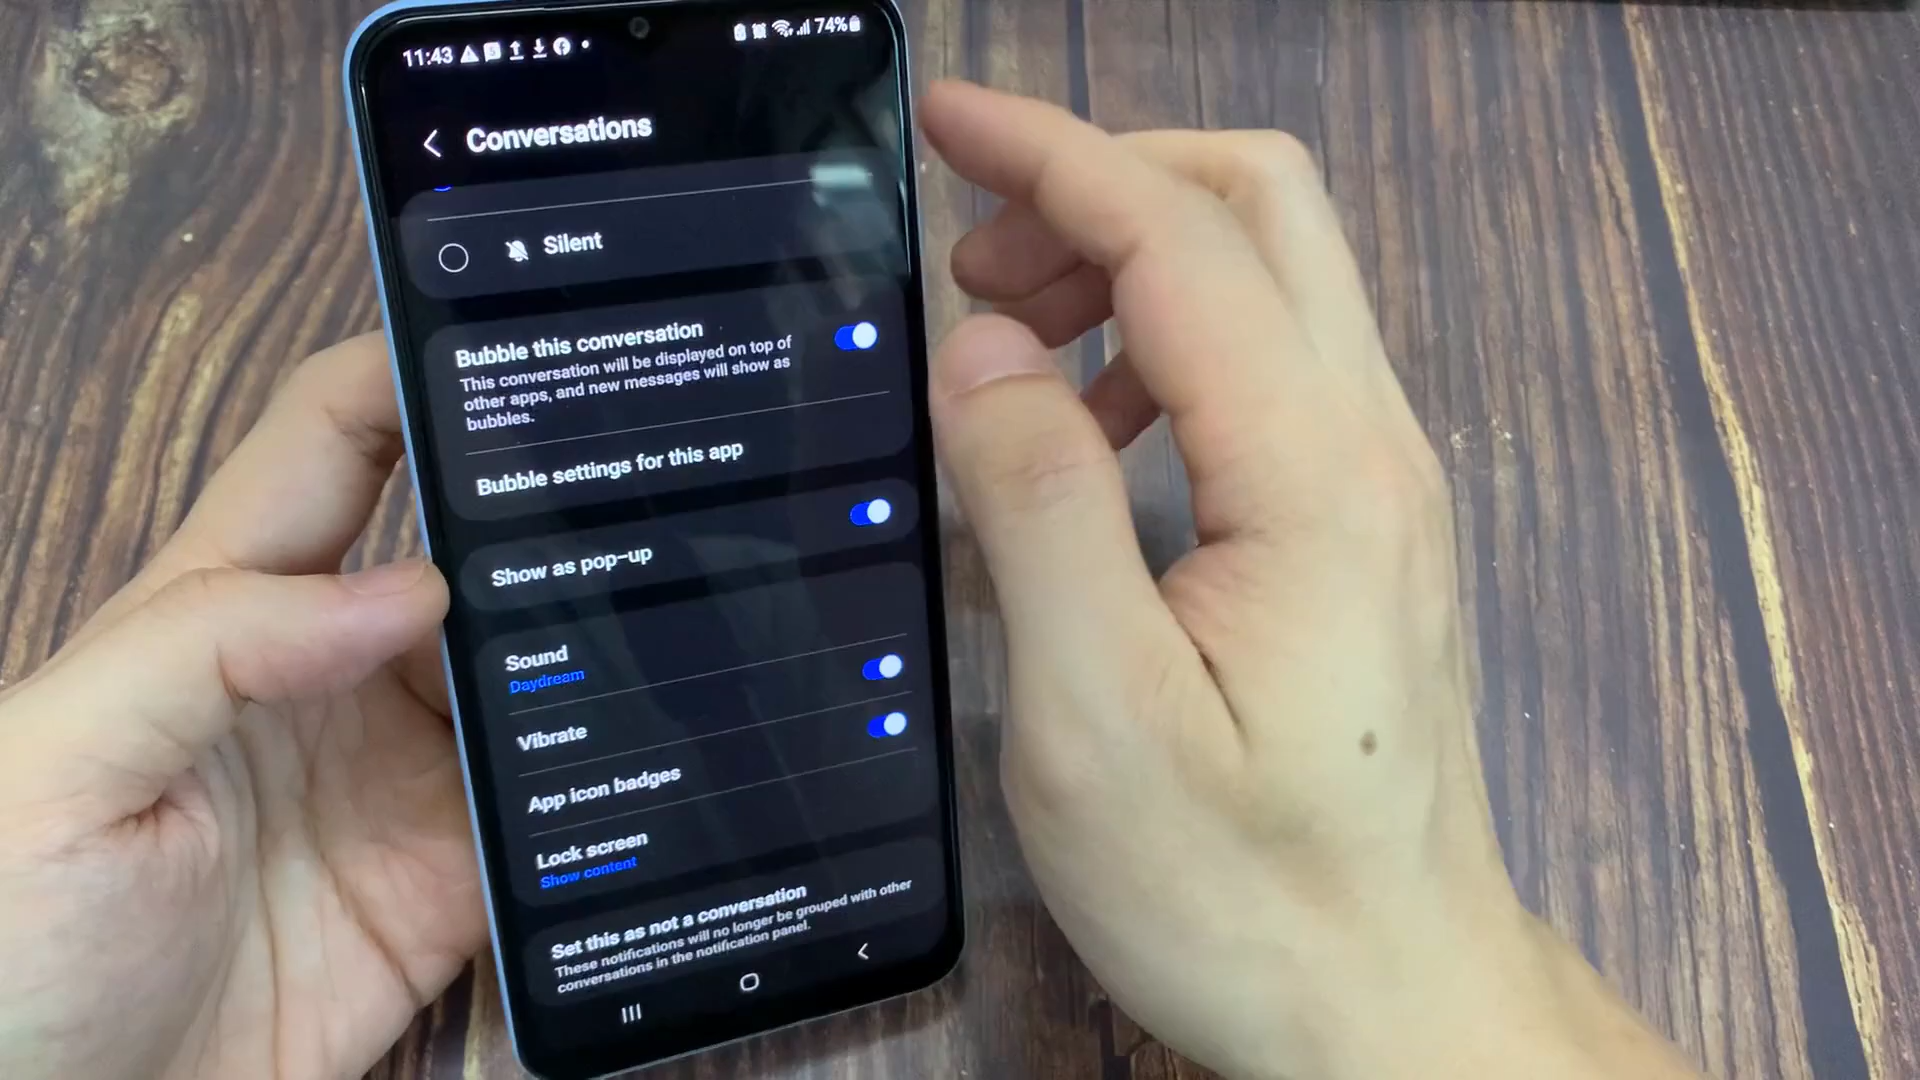 11:43
74%
Conversations
Silent
Bubble this conversation
This conversation will be displayed on top of
other apps, and new messages will show as
bubbles.
Bubble settings for this app
Show as pop-up
Sound
Daydream
Vibrate
App icon badges
Lock screen
Show content
Set this as not a conversation
These notifications will no longer be grouped with other
conversations in the notification panel.